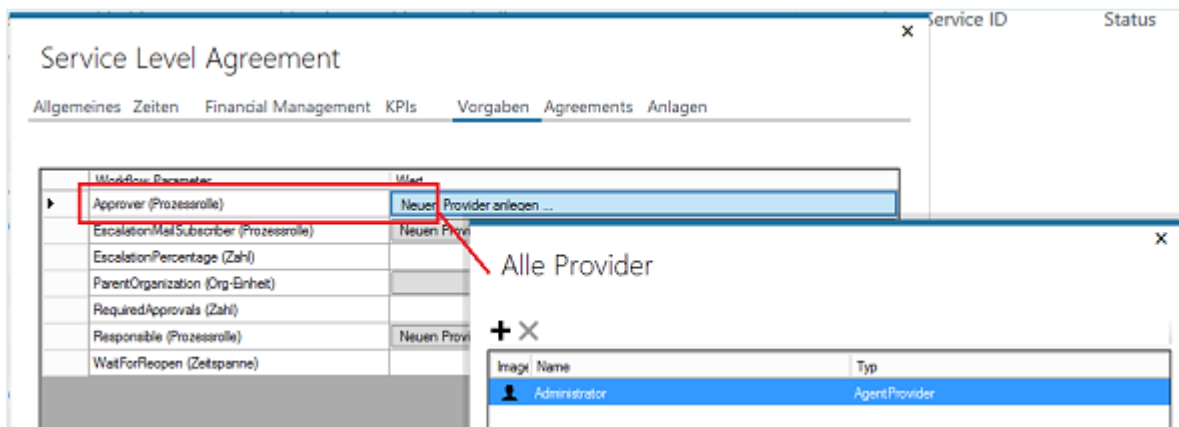 Service ID Status
Service Level Agreement
Allgemeines Zeiten Financial Management KPIs Vorgaben Agreements Anlagen
Workflow Parameter Wert
Approver (Prozessrolle) Neuen Provider anlegen ...
EscalationMailSubscriber (Prozessrolle) Neuen Prov
EscalationPercentage (Zahl)
ParentOrganization (Org-Einheit)
RequiredApprovals (Zahl)
Responsible (Prozessrolle) Neuen Provi
WaitForReopen (Zeitspanne)
Alle Provider
Image Name Typ
Administrator AgentProvider